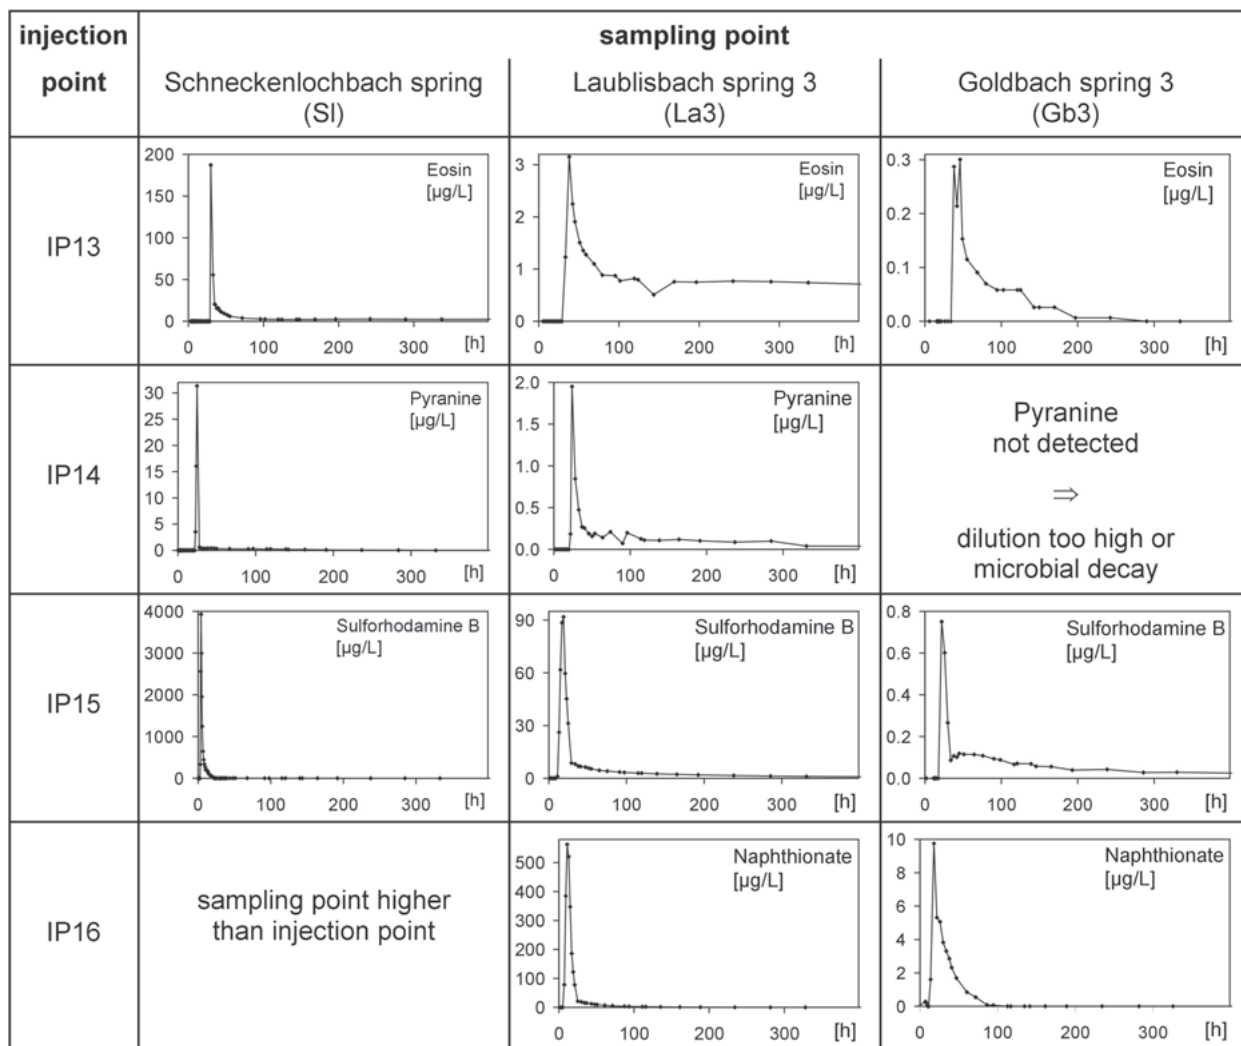 injection point
sampling point
Schneckenlochbach spring
(Sl)
Laublisbach spring 3
(La3)
Goldbach spring 3
(Gb3)
IP13
200
150
100
50
0
Eosin
[µg/L]
0 100 200 300 [h]
3
2
1
0
Eosin
[µg/L]
0 100 200 300 [h]
0.3
0.2
0.1
0.0
Eosin
[µg/L]
0 100 200 300 [h]
IP14
30
25
20
15
10
5
0
Pyranine
[µg/L]
0 100 200 300 [h]
2.0
1.5
1.0
0.5
0.0
Pyranine
[µg/L]
0 100 200 300 [h]
Pyranine
not detected
⇒
dilution too high or
microbial decay
IP15
4000
3000
2000
1000
0
Sulforhodamine B
[µg/L]
0 100 200 300 [h]
90
60
30
0
Sulforhodamine B
[µg/L]
0 100 200 300 [h]
0.8
0.6
0.4
0.2
0.0
Sulforhodamine B
[µg/L]
0 100 200 300 [h]
IP16
sampling point higher
than injection point
500
400
300
200
100
0
Naphthionate
[µg/L]
0 100 200 300 [h]
10
8
6
4
2
0
Naphthionate
[µg/L]
0 100 200 300 [h]